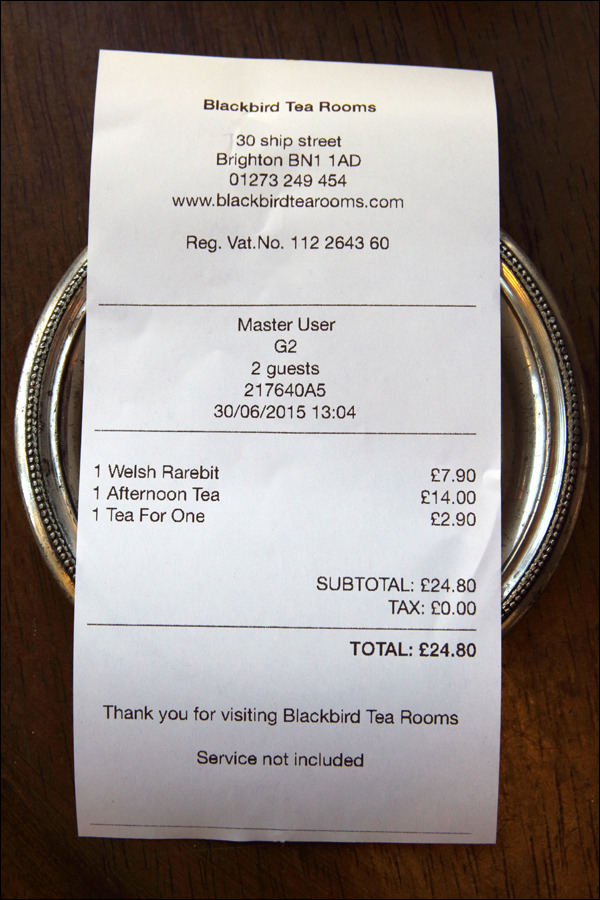 Blackbird Tea Rooms
30 ship street
Brighton BN1 1AD
01273 249 454
www.blackbirdtearooms.com
Reg. Vat.No. 112 2643 60
Master User
G2
2 guests
217640A5
30/06/2015 13:04
1 Welsh Rarebit £7.90
1 Afternoon Tea £14.00
1 Tea For One £2.90
SUBTOTAL: £24.80
TAX: £0.00
TOTAL: £24.80
Thank you for visiting Blackbird Tea Rooms
Service not included